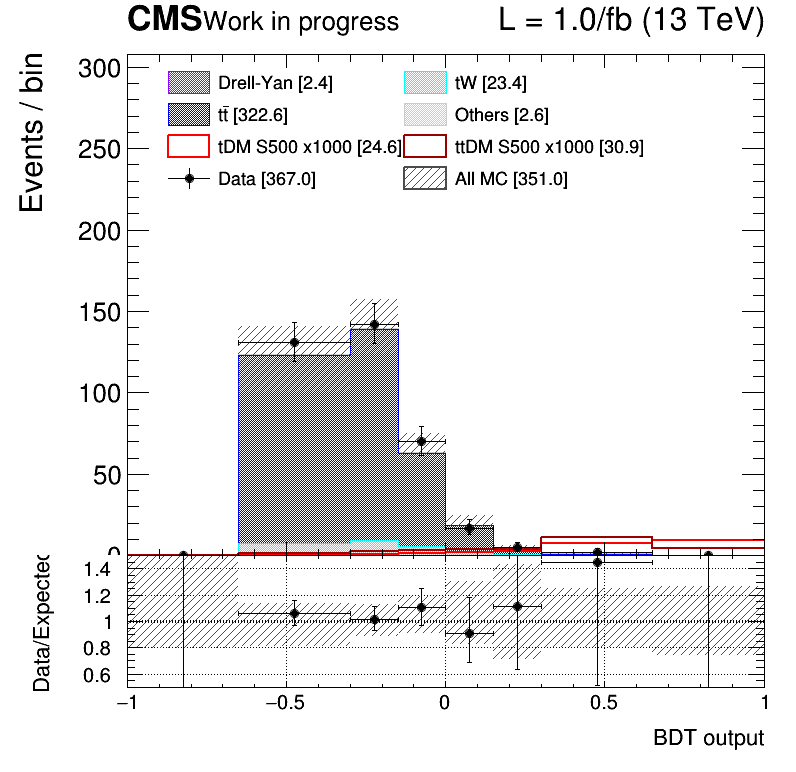 CMS Work in progress L = 1.0/fb (13 TeV)
Events / bin
300
250
200
150
100
50
0
Drell-Yan [2.4] tW [23.4]
tt̄ [322.6] Others [2.6]
tDM S500 x1000 [24.6] ttDM S500 x1000 [30.9]
Data [367.0] All MC [351.0]
Data/Expected
1.4
1.2
1
0.8
0.6
−1 −0.5 0 0.5 1
BDT output